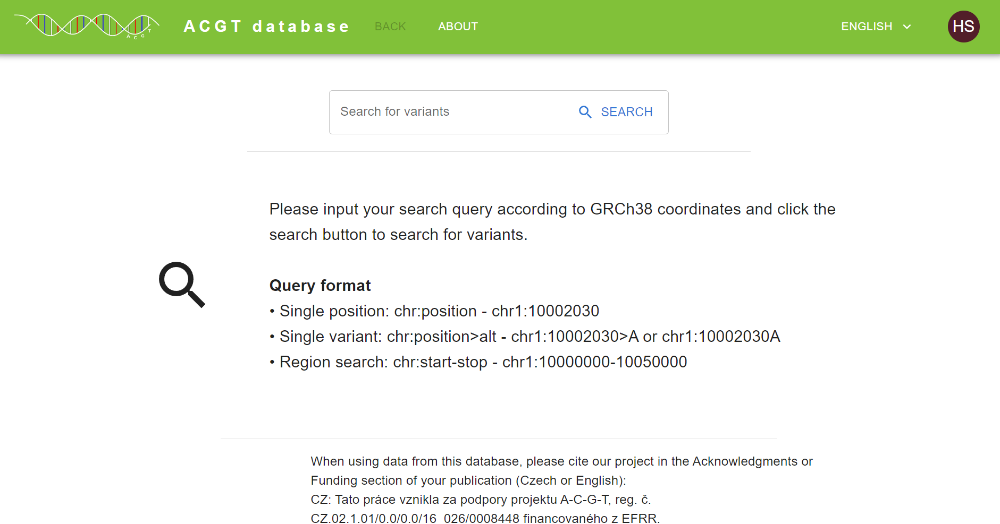 A C G T
ACGT database
BACK
ABOUT
ENGLISH
HS
Search for variants
SEARCH
Please input your search query according to GRCh38 coordinates and click the
search button to search for variants.
Query format
• Single position: chr:position - chr1:10002030
• Single variant: chr:position>alt - chr1:10002030>A or chr1:10002030A
• Region search: chr:start-stop - chr1:10000000-10050000
When using data from this database, please cite our project in the Acknowledgments or
Funding section of your publication (Czech or English):
CZ: Tato práce vznikla za podpory projektu A-C-G-T, reg. č.
CZ.02.1.01/0.0/0.0/16_026/0008448 financovaného z EFRR.